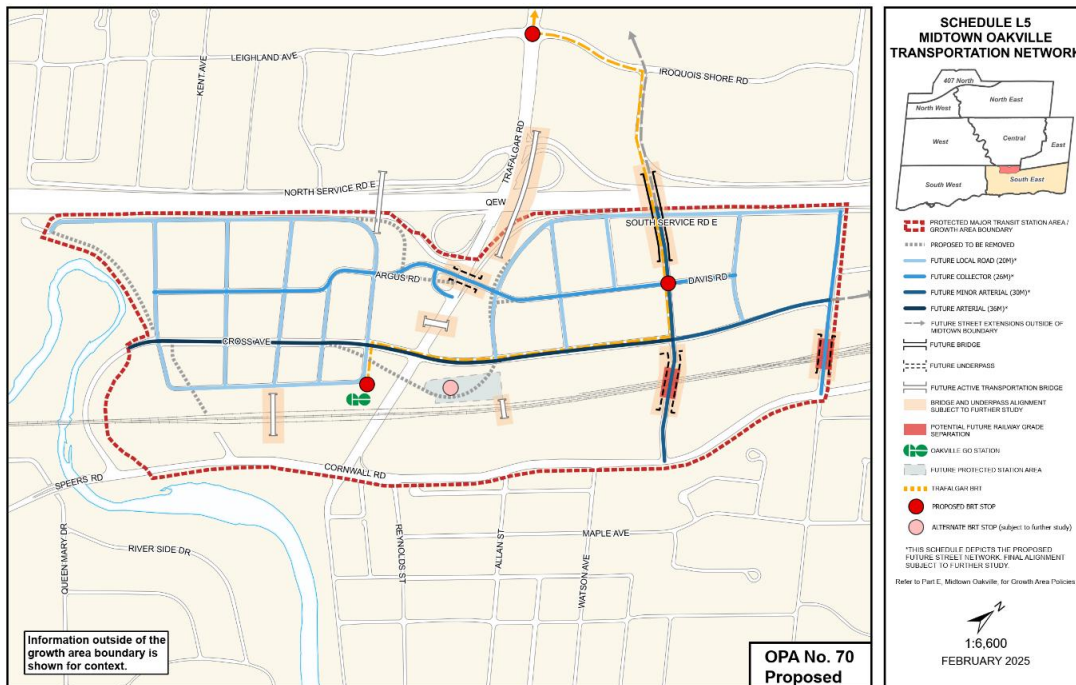 LEIGHLAND AVE
KENT AVE
IROQUOIS SHORE RD
TRAFALGAR RD
NORTH SERVICE RD E
QEW
SOUTH SERVICE RD E
ARGUS RD
DAVIS RD
CROSS AVE
GO
CORNWALL RD
SPEERS RD
QUEEN MARY DR
RIVER SIDE DR
REYNOLDS ST
ALLAN ST
WATSON AVE
MAPLE AVE
Information outside of the
growth area boundary is
shown for context.
OPA No. 70
Proposed
SCHEDULE L5
MIDTOWN OAKVILLE
TRANSPORTATION NETWORK
407 North
North West
North East
West
Central
East
South West
South East
PROTECTED MAJOR TRANSIT STATION AREA /
GROWTH AREA BOUNDARY
PROPOSED TO BE REMOVED
FUTURE LOCAL ROAD (20M)*
FUTURE COLLECTOR (26M)*
FUTURE MINOR ARTERIAL (30M)*
FUTURE ARTERIAL (36M)*
FUTURE STREET EXTENSIONS OUTSIDE OF
MIDTOWN BOUNDARY
FUTURE BRIDGE
FUTURE UNDERPASS
FUTURE ACTIVE TRANSPORTATION BRIDGE
BRIDGE AND UNDERPASS ALIGNMENT
SUBJECT TO FURTHER STUDY
POTENTIAL FUTURE RAILWAY GRADE
SEPARATION
GO
OAKVILLE GO STATION
FUTURE PROTECTED STATION AREA
TRAFALGAR BRT
PROPOSED BRT STOP
ALTERNATE BRT STOP (subject to further study)
*THIS SCHEDULE DEPICTS THE PROPOSED
FUTURE STREET NETWORK. FINAL ALIGNMENT
SUBJECT TO FURTHER STUDY.
Refer to Part E, Midtown Oakville, for Growth Area Policies
N
1:6,600
FEBRUARY 2025